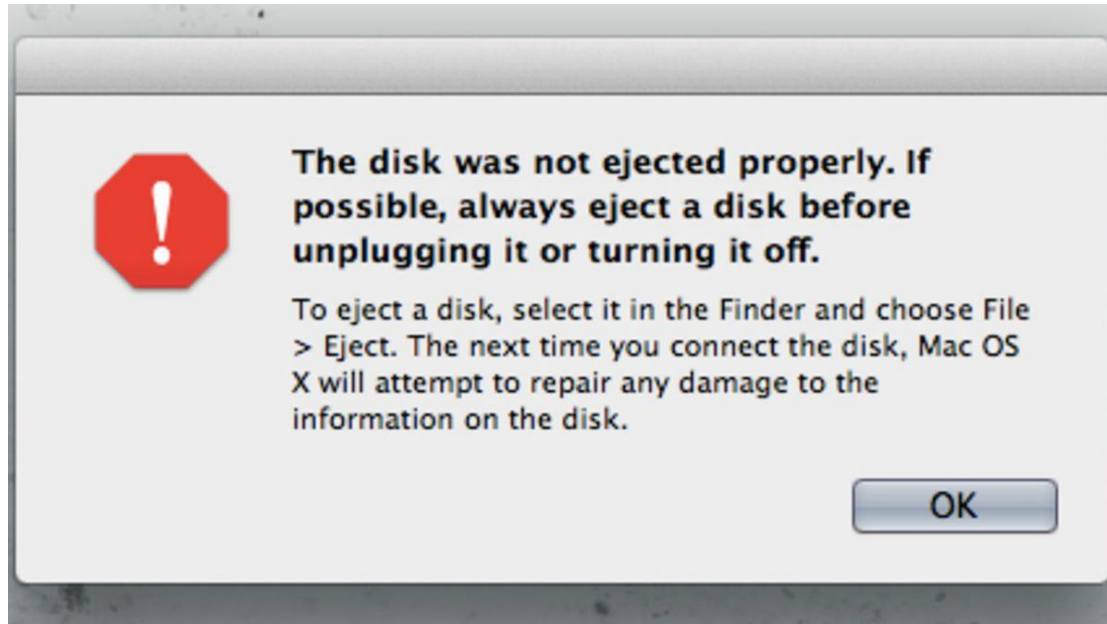 The disk was not ejected properly. If
possible, always eject a disk before
unplugging it or turning it off.
To eject a disk, select it in the Finder and choose File
> Eject. The next time you connect the disk, Mac OS
X will attempt to repair any damage to the
information on the disk.
OK